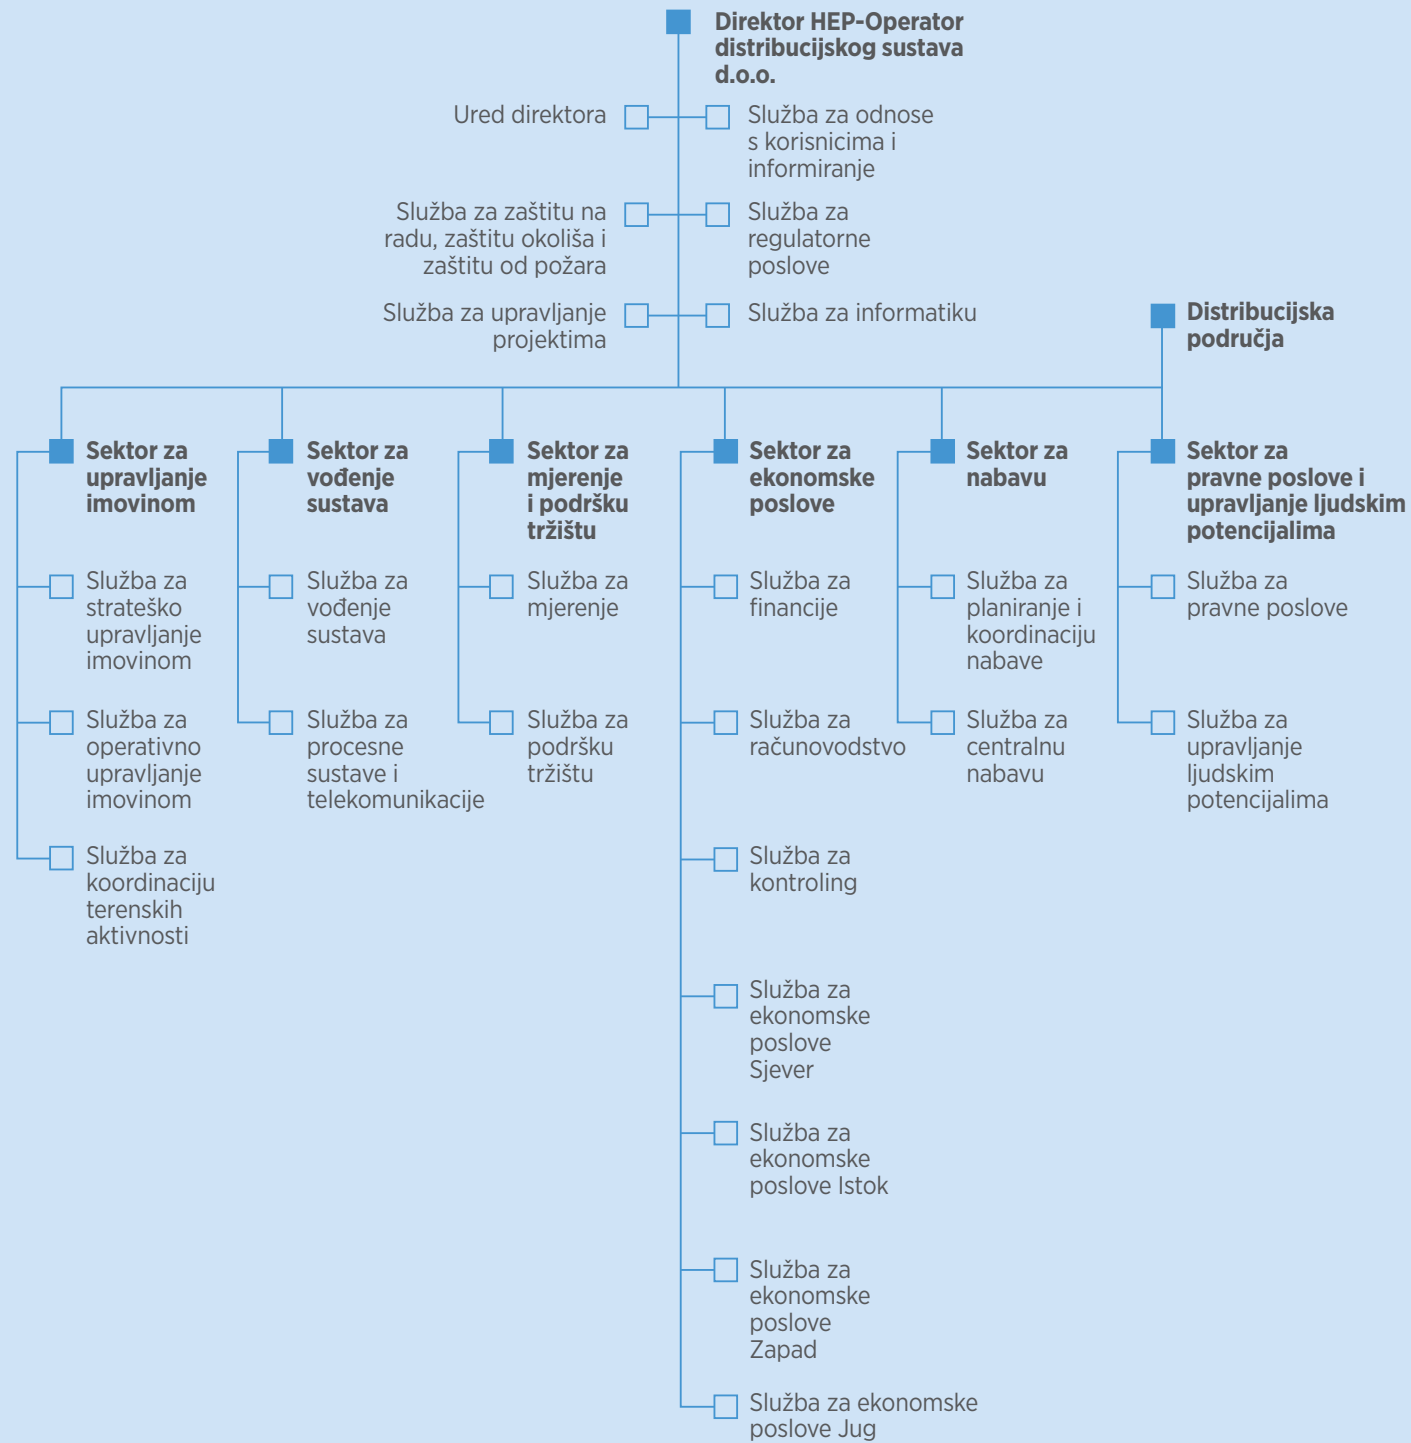 Direktor HEP-Operator
distribucijskog sustava
d.o.o.
Ured direktora
Služba za odnose
s korisnicima i
informiranje
Služba za zaštitu na
radu, zaštitu okoliša i
zaštitu od požara
Služba za
regulatorne
poslove
Služba za upravljanje
projektima
Služba za informatiku
Distribucijska
područja
Sektor za
upravljanje
imovinom
Služba za
strateško
upravljanje
imovinom
Služba za
operativno
upravljanje
imovinom
Služba za
koordinaciju
terenskih
aktivnosti
Sektor za
vođenje
sustava
Služba za
vođenje
sustava
Služba za
procesne
sustave i
telekomunikacije
Sektor za
mjerenje
i podršku
tržištu
Služba za
mjerenje
Služba za
podršku
tržištu
Sektor za
ekonomske
poslove
Služba za
financije
Služba za
računovodstvo
Služba za
kontroling
Služba za
ekonomske
poslove
Sjever
Služba za
ekonomske
poslove Istok
Služba za
ekonomske
poslove
Zapad
Služba za ekonomske
poslove Jug
Sektor za
nabavu
Služba za
planiranje i
koordinaciju
nabave
Služba za
centralnu
nabavu
Sektor za
pravne poslove i
upravljanje ljudskim
potencijalima
Služba za
pravne poslove
Služba za
upravljanje
ljudskim
potencijalima